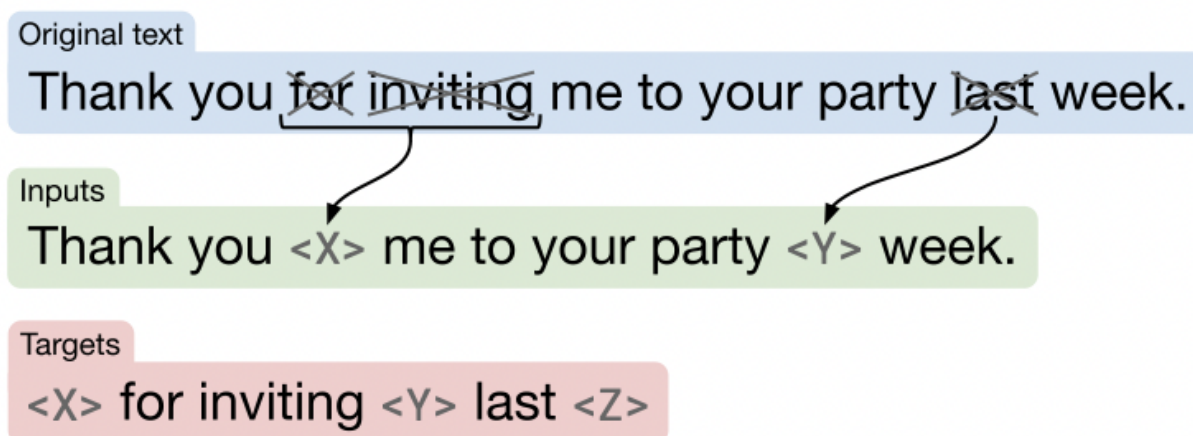 Original text
Thank you for inviting me to your party last week.
Inputs
Thank you <X> me to your party <Y> week.
Targets
<X> for inviting <Y> last <Z>